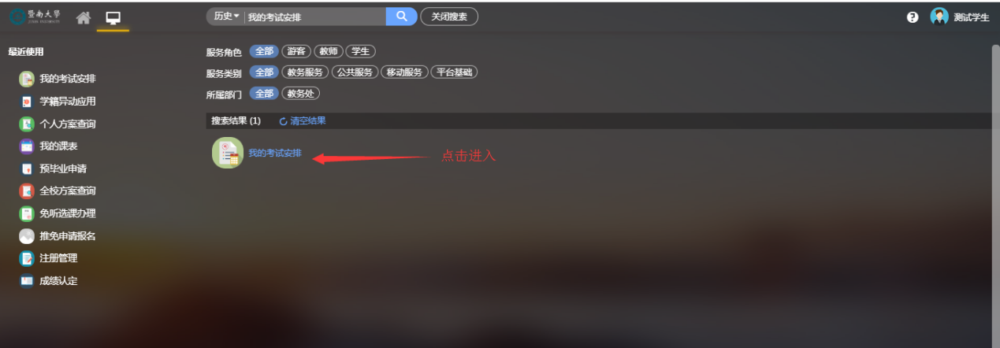 暨南大学
JINAN UNIVERSITY
历史 我的考试安排 关闭搜索
? 测试学生
最近使用
我的考试安排
学籍异动应用
个人方案查询
我的课表
预毕业申请
全校方案查询
免听选课办理
推免申请报名
注册管理
成绩认定
服务角色 全部 游客 教师 学生
服务类别 全部 教务服务 公共服务 移动服务 平台基础
所属部门 全部 教务处
搜索结果 (1) 清空结果
我的考试安排 点击进入